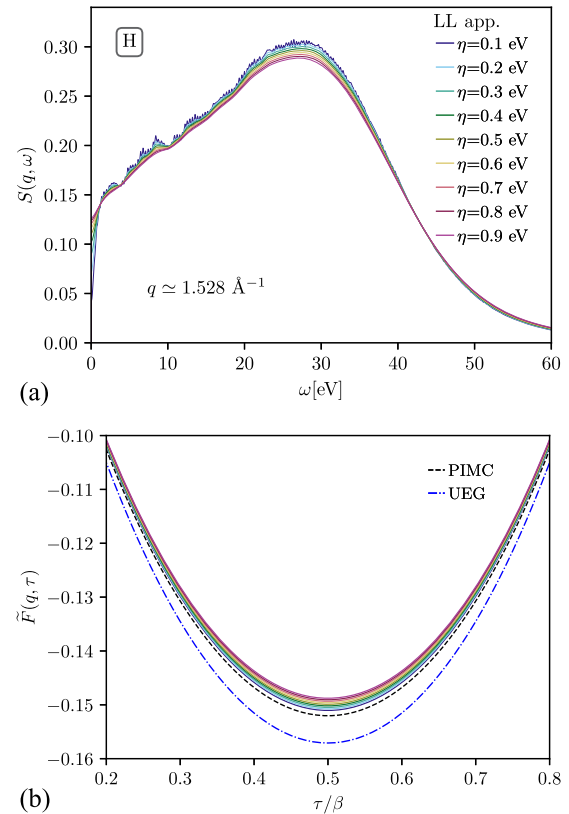 LL app.
0.30
H
η=0.1 eV
η=0.2 eV
0.25
η=0.3 eV
η=0.4 eV
0.20
η=0.5 eV
S(q, ω)
η=0.6 eV
0.15
η=0.7 eV
η=0.8 eV
0.10
η=0.9 eV
q ≃ 1.528 Å⁻¹
0.05
0.00
0 10 20 30 40 50 60
(a)
ω[eV]
−0.10
PIMC
−0.11
UEG
−0.12
F̃(q, τ)
−0.13
−0.14
−0.15
−0.16
0.2 0.3 0.4 0.5 0.6 0.7 0.8
(b)
τ/β